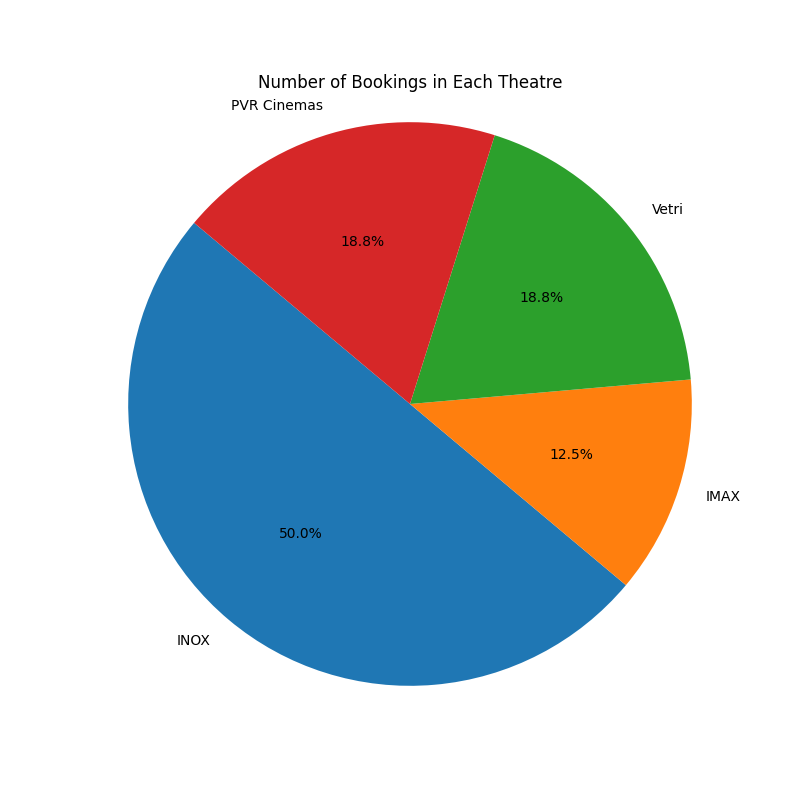 Number of Bookings in Each Theatre
PVR Cinemas
Vetri
18.8%
18.8%
12.5%
IMAX
50.0%
INOX